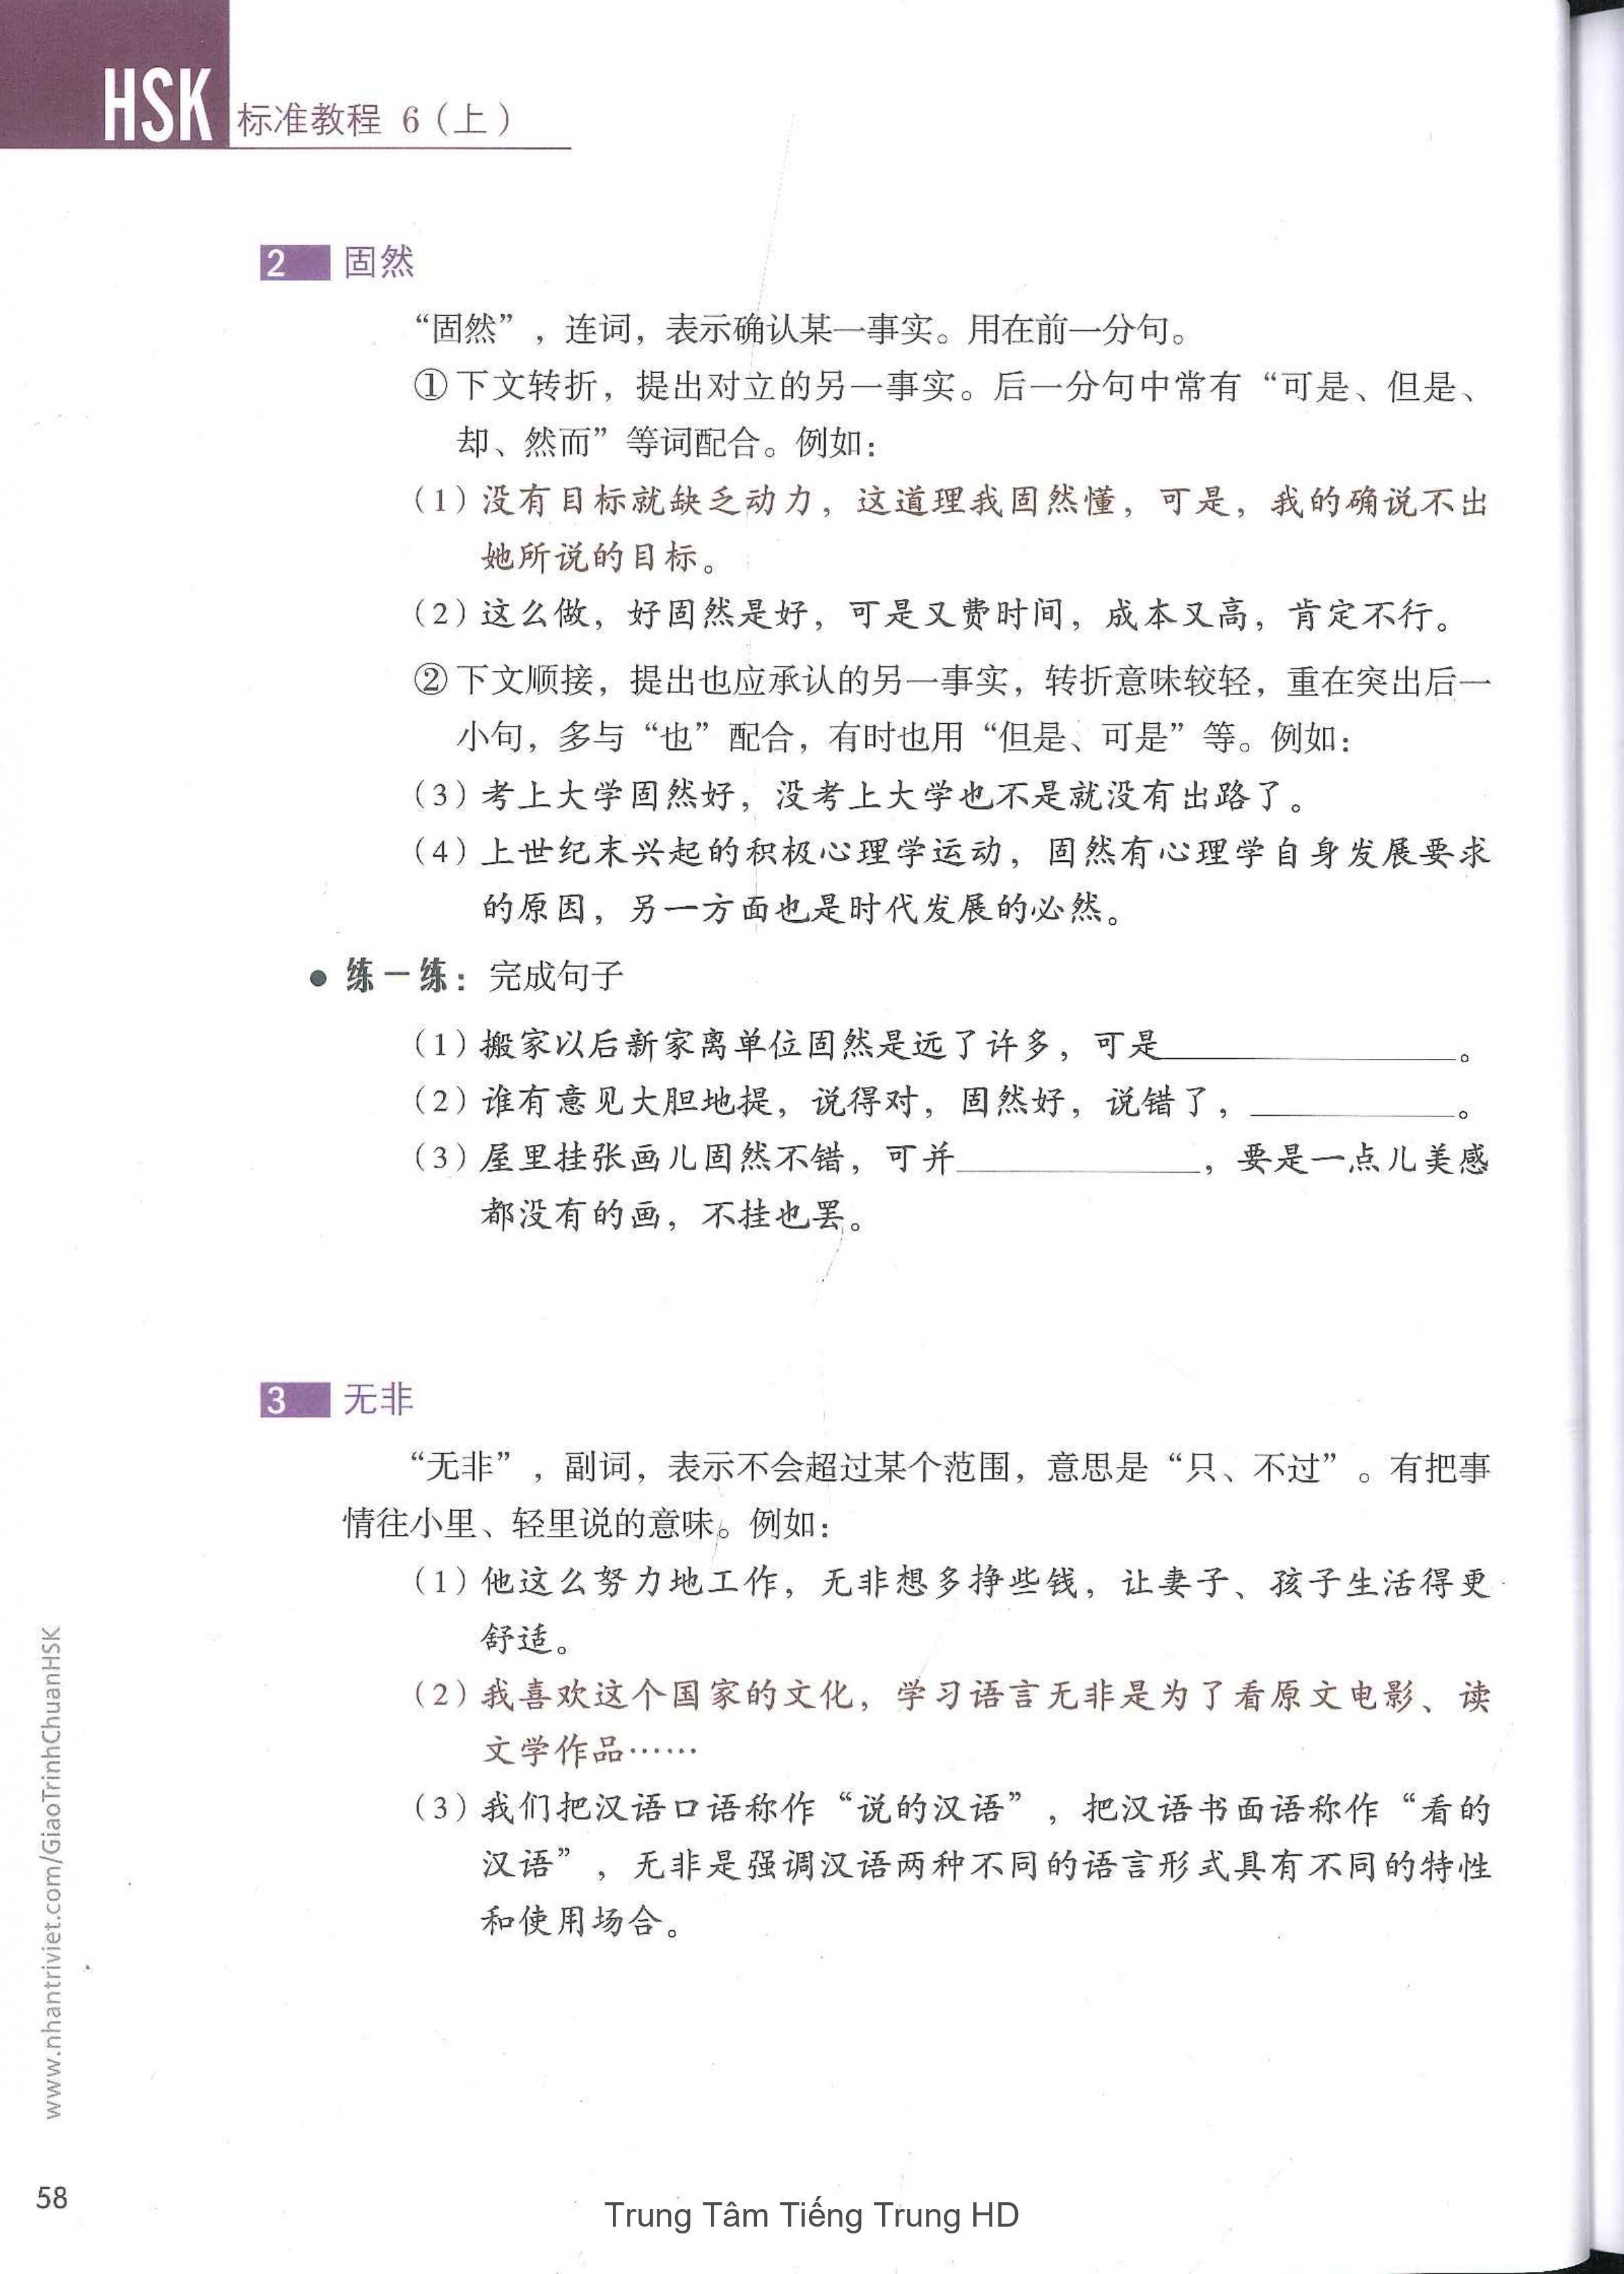 HSK 标准教程 6（上）
2 固然
“固然”，连词，表示确认某一事实。用在前一分句。
①下文转折，提出对立的另一事实。后一分句中常有“可是、但是、
却、然而”等词配合。例如：
（1）没有目标就缺乏动力，这道理我固然懂，可是，我的确说不出
她所说的目标。
（2）这么做，好固然是好，可是又费时间，成本又高，肯定不行。
②下文顺接，提出也应承认的另一事实，转折意味较轻，重在突出后一
小句，多与“也”配合，有时也用“但是、可是”等。例如：
（3）考上大学固然好，没考上大学也不是就没有出路了。
（4）上世纪末兴起的积极心理学运动，固然有心理学自身发展要求
的原因，另一方面也是时代发展的必然。
● 练一练：完成句子
（1）搬家以后新家离单位固然是远了许多，可是________________。
（2）谁有意见大胆地提，说得对，固然好，说错了，___________。
（3）屋里挂张画儿固然不错，可并_____________，要是一点儿美感
都没有的画，不挂也罢。
3 无非
“无非”，副词，表示不会超过某个范围，意思是“只、不过”。有把事
情往小里、轻里说的意味。例如：
（1）他这么努力地工作，无非想多挣些钱，让妻子、孩子生活得更
舒适。
（2）我喜欢这个国家的文化，学习语言无非是为了看原文电影、读
文学作品……
（3）我们把汉语口语称作“说的汉语”，把汉语书面语称作“看的
汉语”，无非是强调汉语两种不同的语言形式具有不同的特性
和使用场合。
www.nhantriviet.com/GiaoTrinhChuanHSK
58
Trung Tâm Tiếng Trung HD